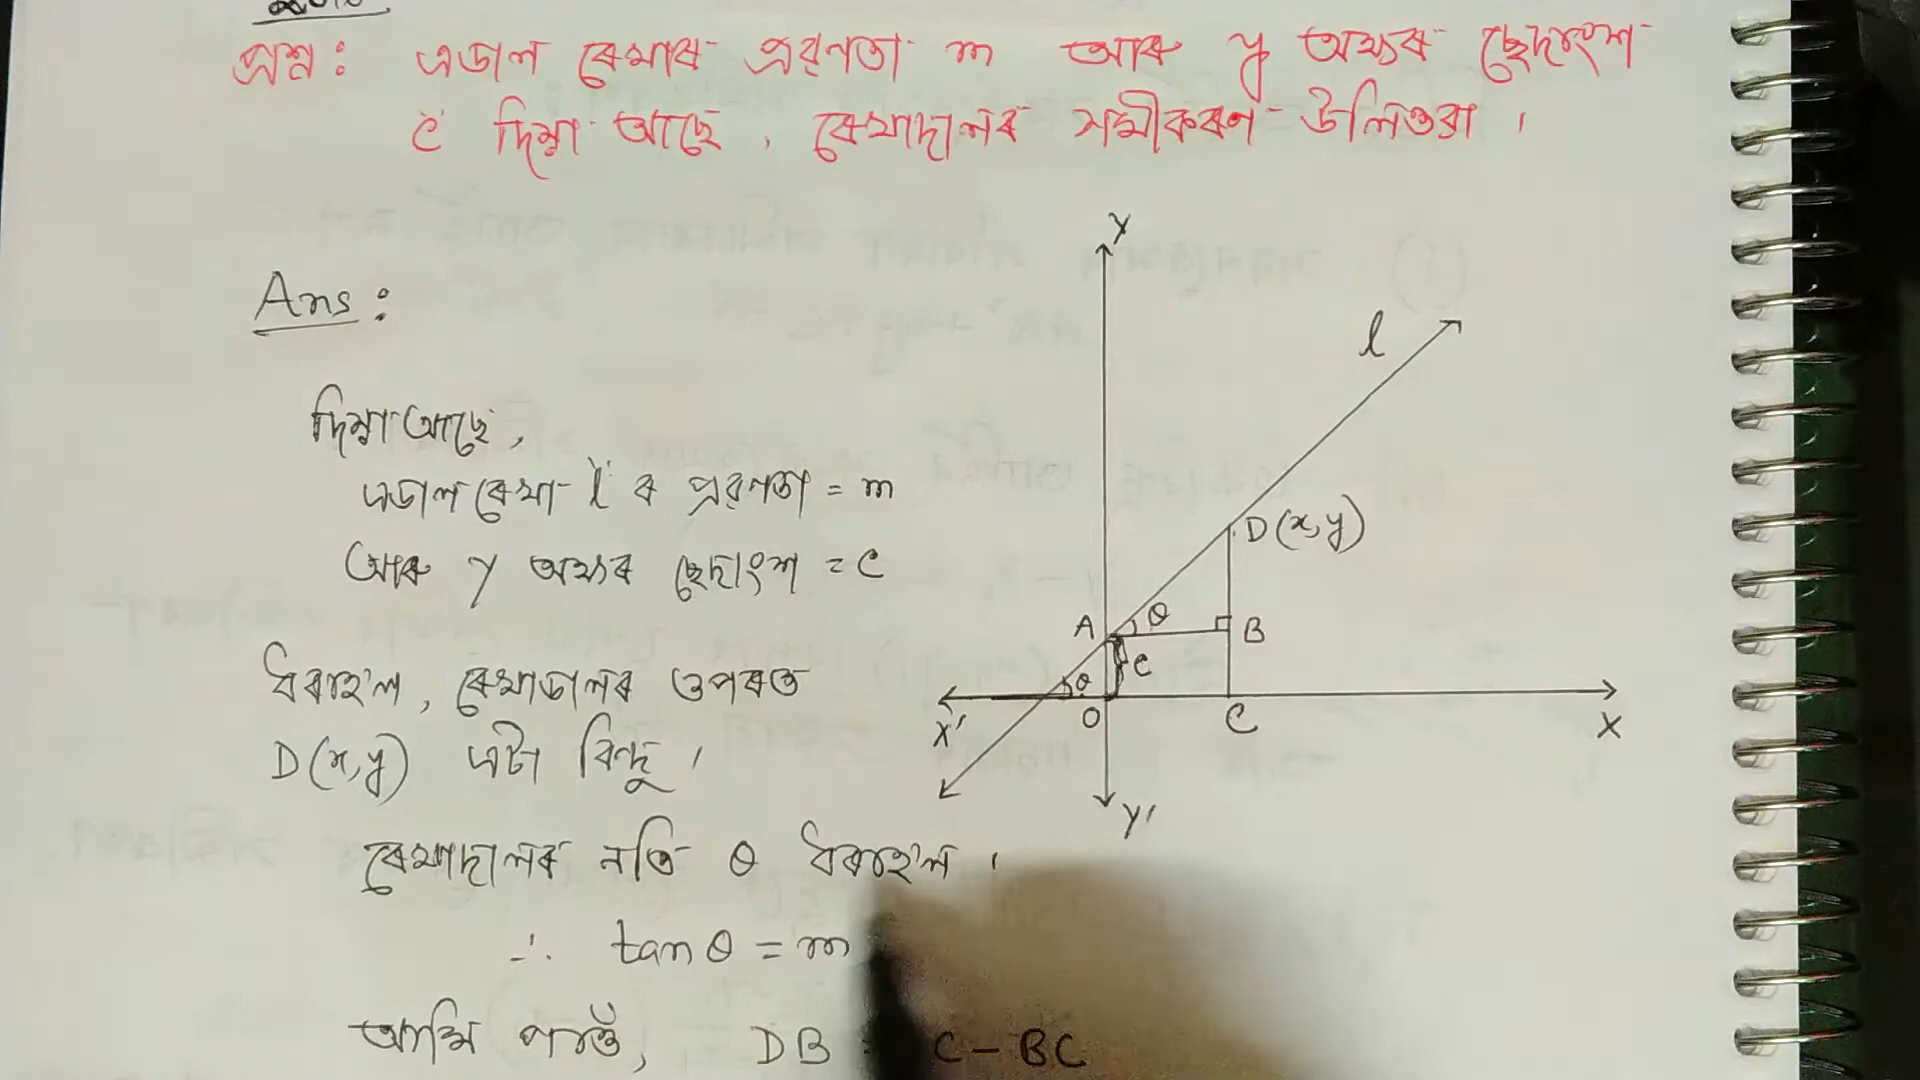 প্ৰশ্ন : এডাল ৰেখাৰ প্ৰৱণতা m আৰু y অক্ষৰ ছেদাংশ
c দিয়া আছে, ৰেখাডালৰ সমীকৰণ উলিওৱা ।
Y
Ans :
l
দিয়া আছে,
এডাল ৰেখা l ৰ প্ৰৱণতা = m
D(x,y)
আৰু y অক্ষৰ ছেদাংশ = c
A θ B
ধৰাহ'ল, ৰেখাডালৰ ওপৰত
θ c
X' O C X
D(x,y) এটা বিন্দু ।
Y'
ৰেখাডালৰ নতি θ ধৰাহ'ল ।
∴ tan θ = m
আমি পাওঁ, DB C - BC